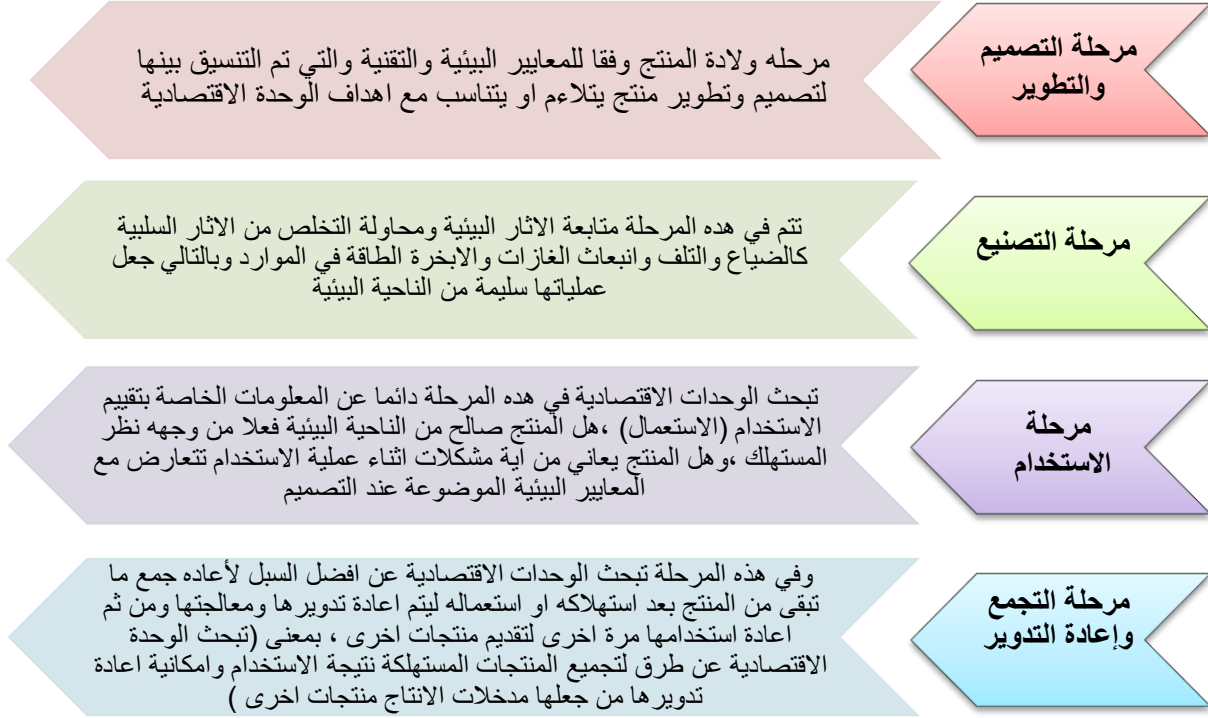 مرحلة التصميم
والتطوير
مرحله ولادة المنتج وفقا للمعايير البيئية والتقنية والتي تم التنسيق بينها
لتصميم وتطوير منتج يتلاءم او يتناسب مع اهداف الوحدة الاقتصادية
مرحلة التصنيع
تتم في هده المرحلة متابعة الاثار البيئية ومحاولة التخلص من الاثار السلبية
كالضياع والتلف وانبعاث الغازات والابخرة الطاقة في الموارد وبالتالي جعل
عملياتها سليمة من الناحية البيئية
مرحلة
الاستخدام
تبحث الوحدات الاقتصادية في هده المرحلة دائما عن المعلومات الخاصة بتقييم
الاستخدام (الاستعمال) ،هل المنتج صالح من الناحية البيئية فعلا من وجهه نظر
المستهلك ،وهل المنتج يعاني من اية مشكلات اثناء عملية الاستخدام تتعارض مع
المعايير البيئية الموضوعة عند التصميم
مرحلة التجمع
وإعادة التدوير
وفي هذه المرحلة تبحث الوحدات الاقتصادية عن افضل السبل لأعاده جمع ما
تبقى من المنتج بعد استهلاكه او استعماله ليتم اعادة تدويرها ومعالجتها ومن ثم
اعادة استخدامها مرة اخرى لتقديم منتجات اخرى ، بمعنى (تبحث الوحدة
الاقتصادية عن طرق لتجميع المنتجات المستهلكة نتيجة الاستخدام وامكانية اعادة
تدويرها من جعلها مدخلات الانتاج منتجات اخرى )